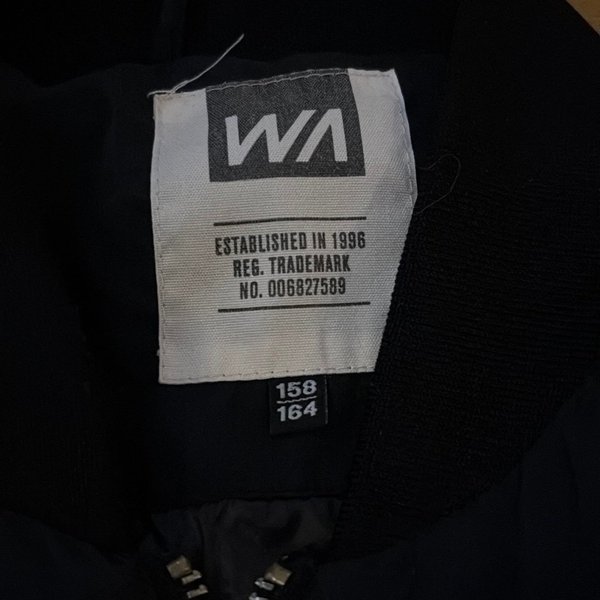 WA
ESTABLISHED IN 1996
REG. TRADEMARK
NO. 006827589
158
164